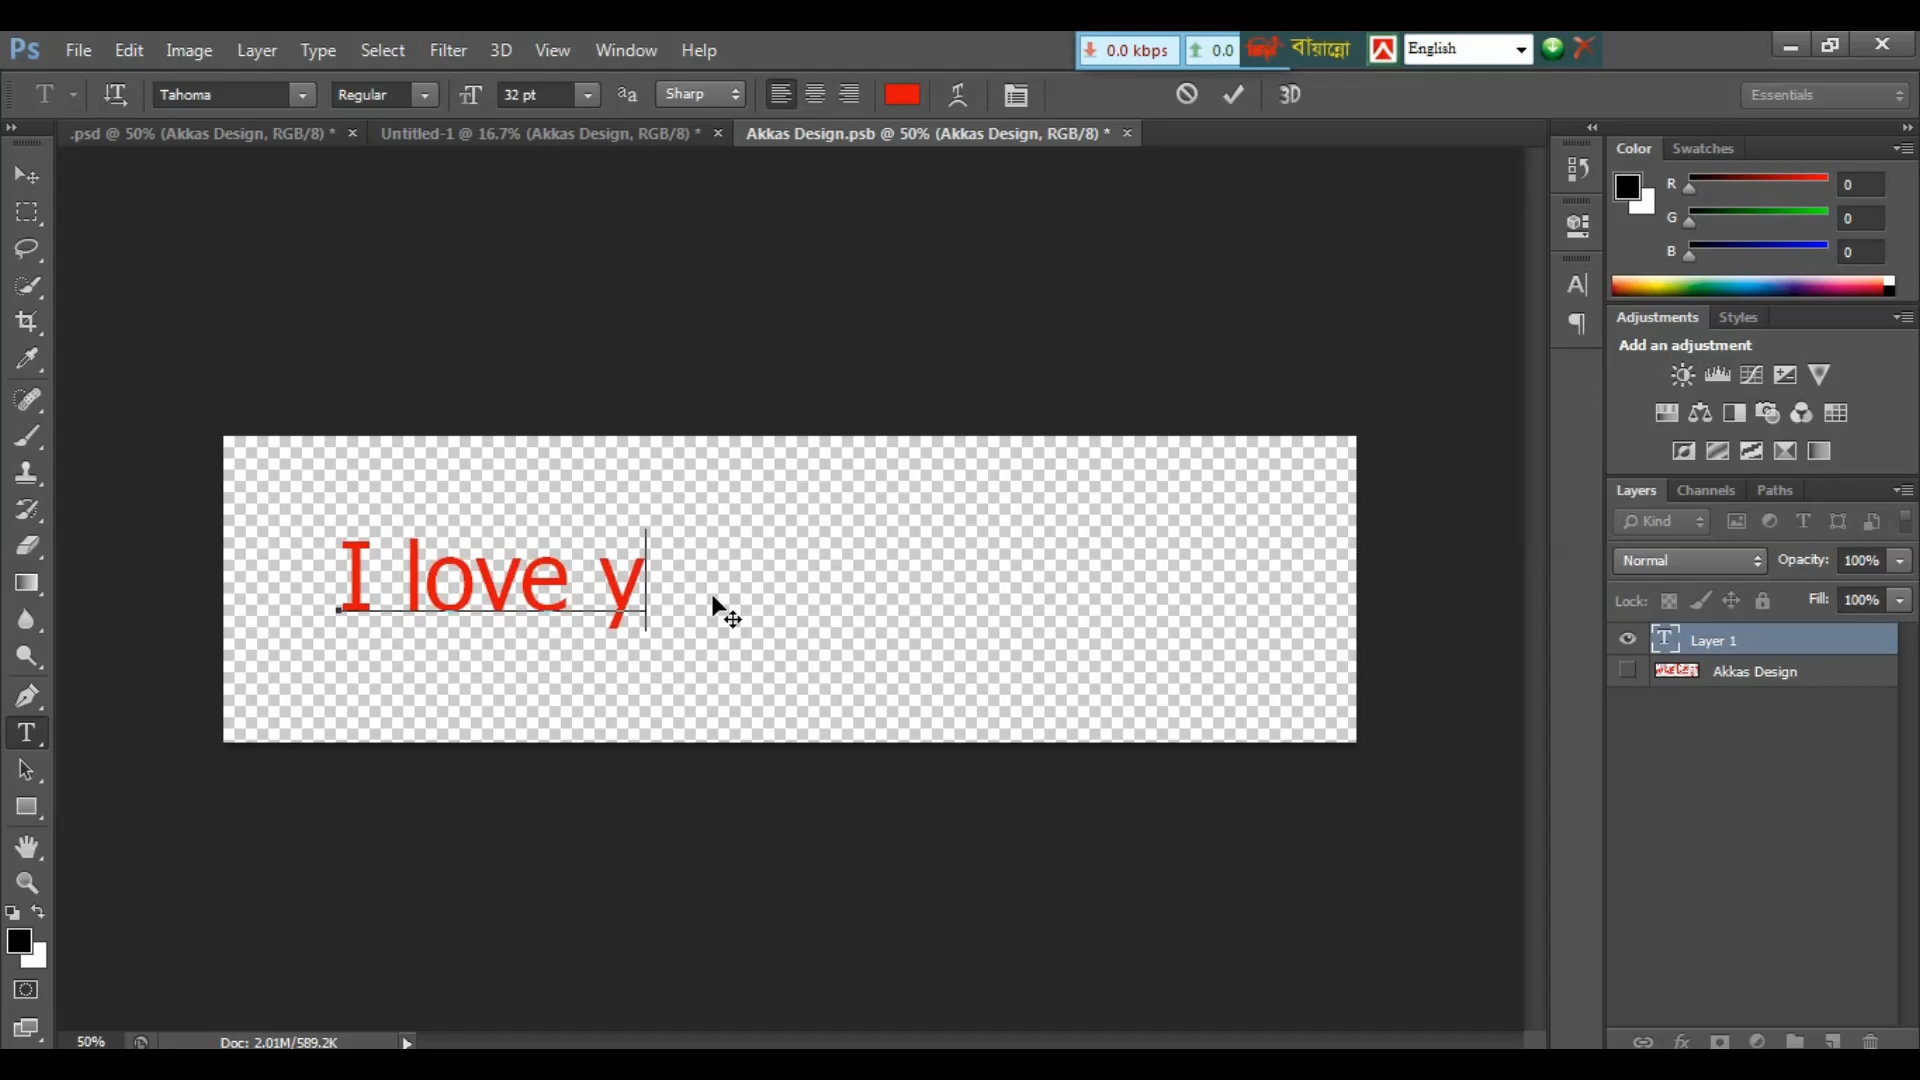 Ps File Edit Image Layer Type Select Filter 3D View Window Help
0.0 kbps 0.0 বায়ান্নো English
T Tahoma Regular 32 pt aa Sharp 3D Essentials
.psd @ 50% (Akkas Design, RGB/8) * × Untitled-1 @ 16.7% (Akkas Design, RGB/8) * × Akkas Design.psb @ 50% (Akkas Design, RGB/8) * ×
Color Swatches
R 0
G 0
B 0
Adjustments Styles
Add an adjustment
Layers Channels Paths
Kind
Normal Opacity: 100%
Lock: Fill: 100%
T Layer 1
Akkas Design
I love y
50% Doc: 2.01M/589.2K